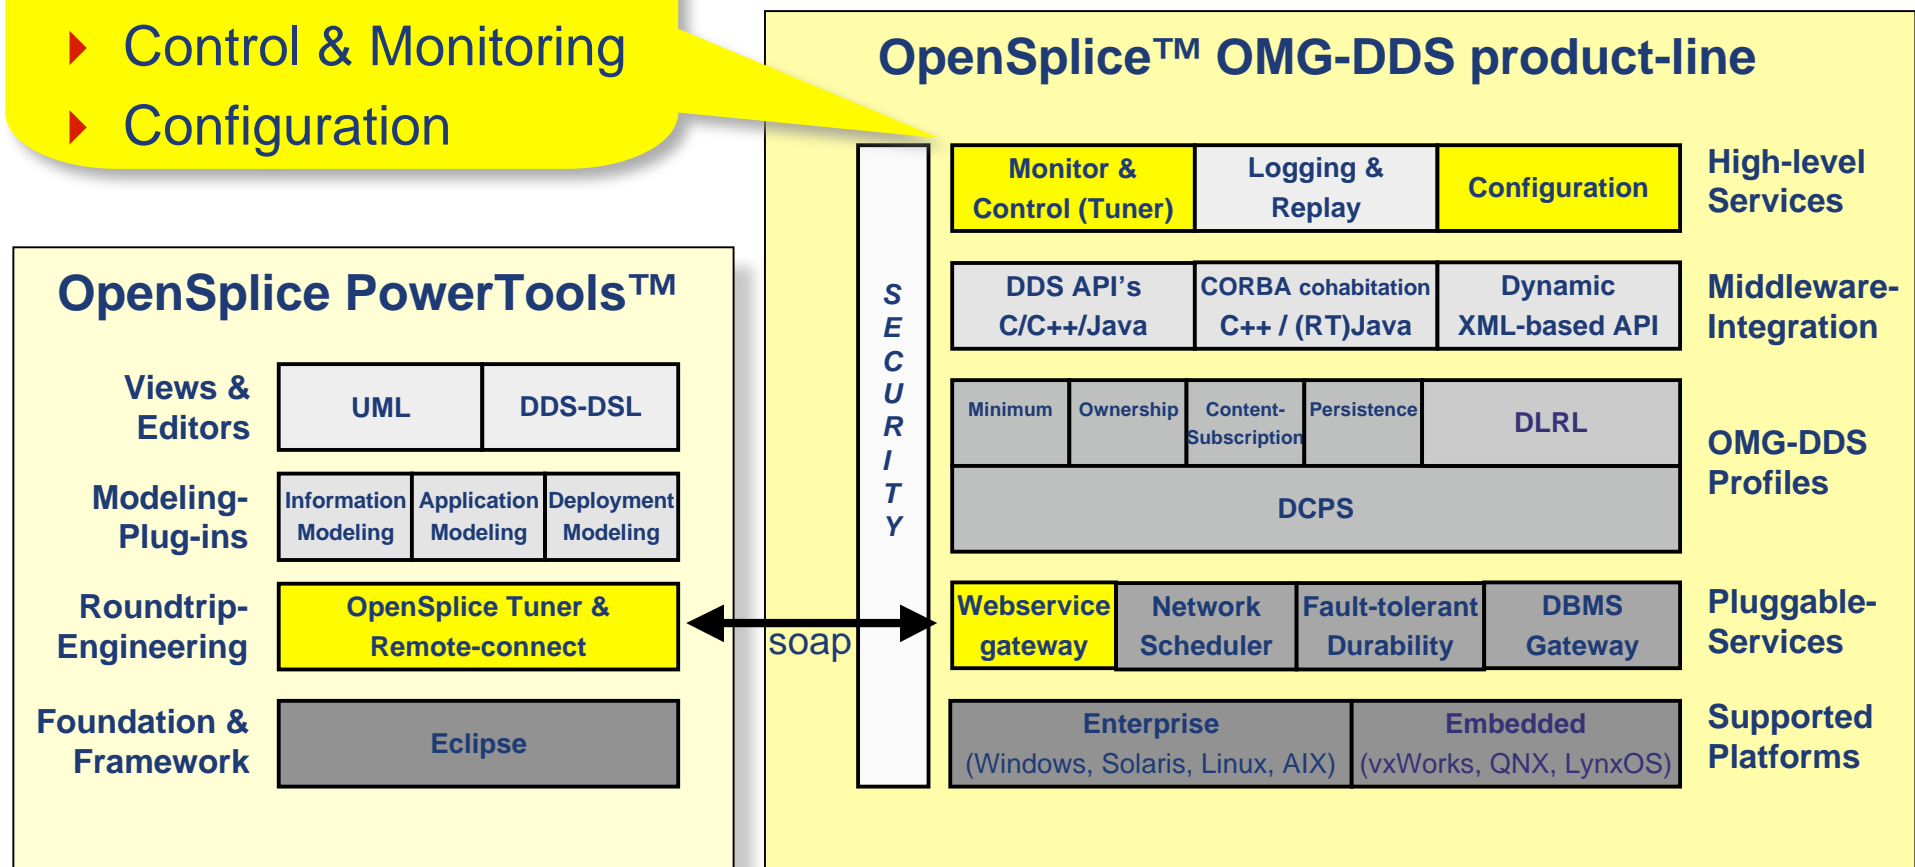 Control & Monitoring
Configuration
OpenSplice™ OMG-DDS product-line
Monitor &
Control (Tuner)
Logging &
Replay
Configuration
High-level
Services
DDS API's
C/C++/Java
CORBA cohabitation
C++ / (RT)Java
Dynamic
XML-based API
Middleware-
Integration
Minimum
Ownership
Content-
Subscription
Persistence
DLRL
DCPS
OMG-DDS
Profiles
Webservice
gateway
Network
Scheduler
Fault-tolerant
Durability
DBMS
Gateway
Pluggable-
Services
Enterprise
(Windows, Solaris, Linux, AIX)
Embedded
(vxWorks, QNX, LynxOS)
Supported
Platforms
S
E
C
U
R
I
T
Y
soap
OpenSplice PowerTools™
Views &
Editors
UML
DDS-DSL
Modeling-
Plug-ins
Information
Modeling
Application
Modeling
Deployment
Modeling
Roundtrip-
Engineering
OpenSplice Tuner &
Remote-connect
Foundation &
Framework
Eclipse